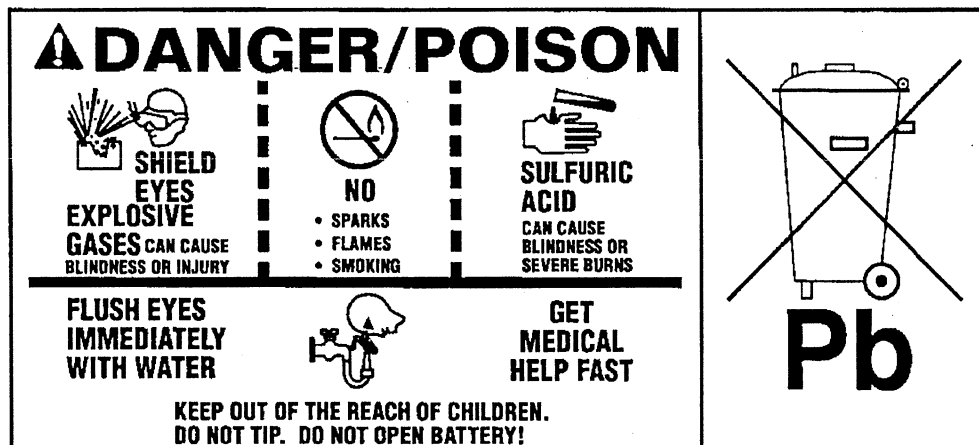 DANGER/POISON
SHIELD
EYES
EXPLOSIVE
GASES CAN CAUSE
BLINDNESS OR INJURY
NO
• SPARKS
• FLAMES
• SMOKING
SULFURIC
ACID
CAN CAUSE
BLINDNESS OR
SEVERE BURNS
FLUSH EYES
IMMEDIATELY
WITH WATER
GET
MEDICAL
HELP FAST
KEEP OUT OF THE REACH OF CHILDREN.
DO NOT TIP. DO NOT OPEN BATTERY!
Pb